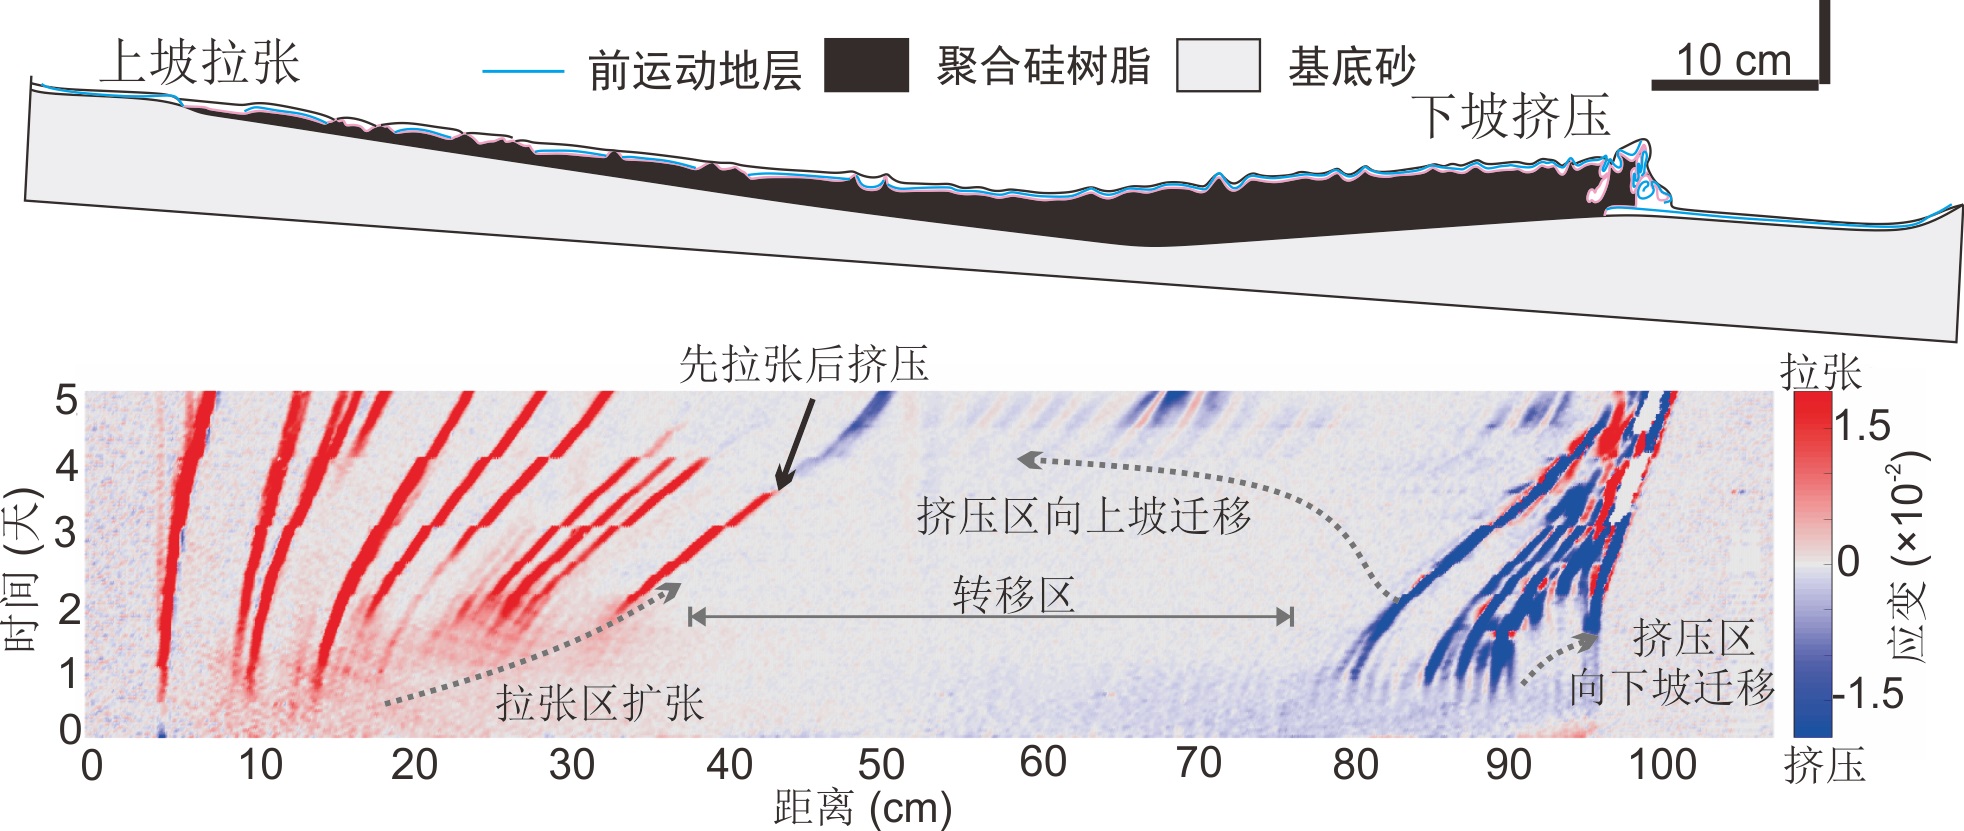 上坡拉张
前运动地层
聚合硅树脂
基底砂
10 cm
下坡挤压
先拉张后挤压
拉张
5
4
3
2
1
0
时间 (天)
挤压区向上坡迁移
转移区
拉张区扩张
挤压区
向下坡迁移
1.5
0
-1.5
应变 (×10-2)
挤压
0 10 20 30 40 50 60 70 80 90 100
距离 (cm)